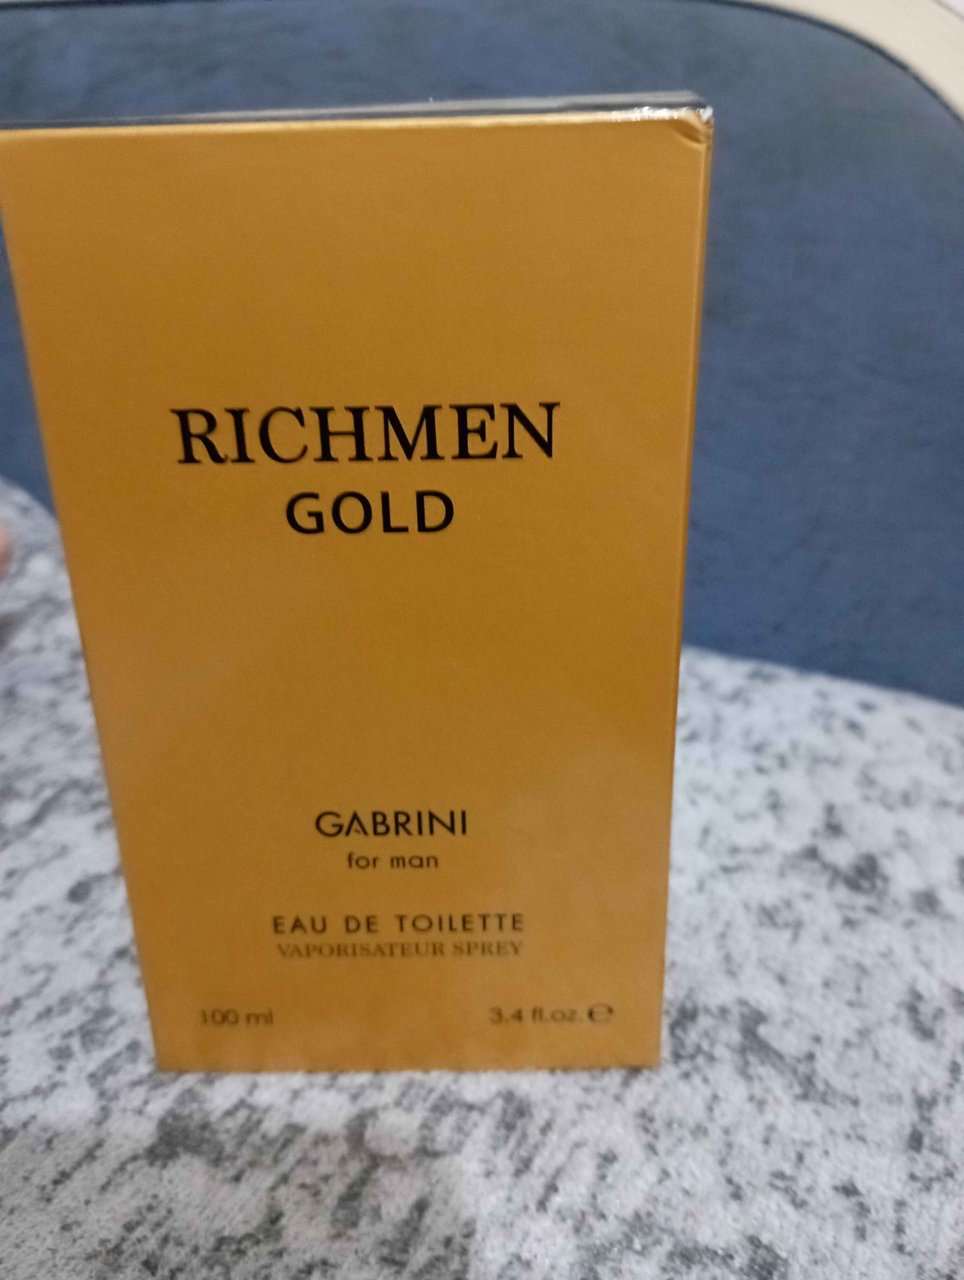 RICHMEN
GOLD
GABRINI
for man
EAU DE TOILETTE
VAPORISATEUR SPREY
100 ml
3.4 fl.oz. ℮